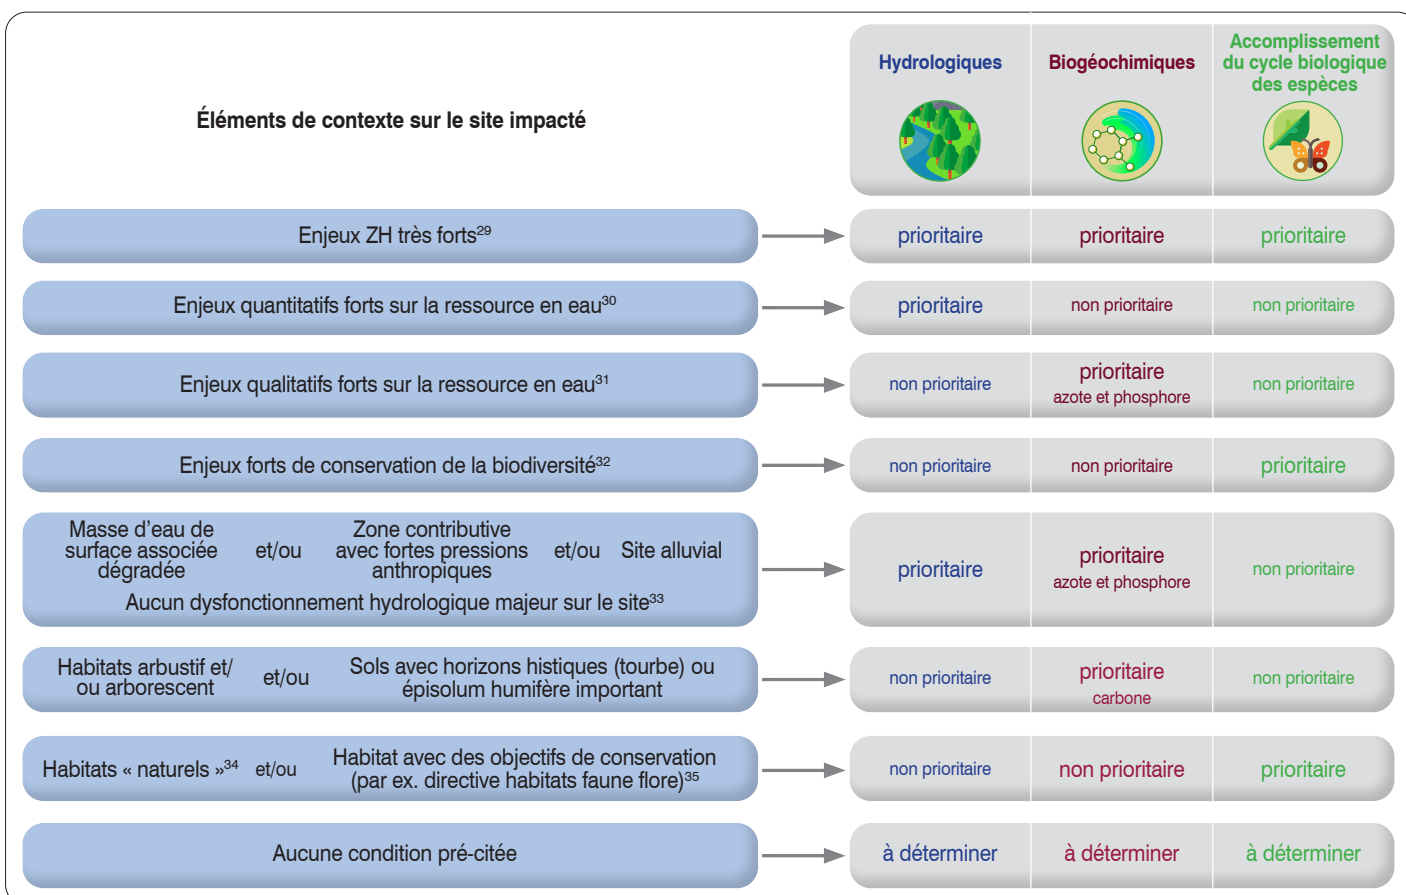 Éléments de contexte sur le site impacté
Hydrologiques
Biogéochimiques
Accomplissement
du cycle biologique
des espèces
Enjeux ZH très forts²⁹
prioritaire
prioritaire
prioritaire
Enjeux quantitatifs forts sur la ressource en eau³⁰
prioritaire
non prioritaire
non prioritaire
Enjeux qualitatifs forts sur la ressource en eau³¹
non prioritaire
prioritaire
azote et phosphore
non prioritaire
Enjeux forts de conservation de la biodiversité³²
non prioritaire
non prioritaire
prioritaire
Masse d'eau de
surface associée
dégradée
et/ou
Zone contributive
avec fortes pressions
anthropiques
et/ou
Site alluvial
Aucun dysfonctionnement hydrologique majeur sur le site³³
prioritaire
prioritaire
azote et phosphore
non prioritaire
Habitats arbustif et/
ou arborescent
et/ou
Sols avec horizons histiques (tourbe) ou
épisolum humifère important
non prioritaire
prioritaire
carbone
non prioritaire
Habitats « naturels »³⁴
et/ou
Habitat avec des objectifs de conservation
(par ex. directive habitats faune flore)³⁵
non prioritaire
non prioritaire
prioritaire
Aucune condition pré-citée
à déterminer
à déterminer
à déterminer